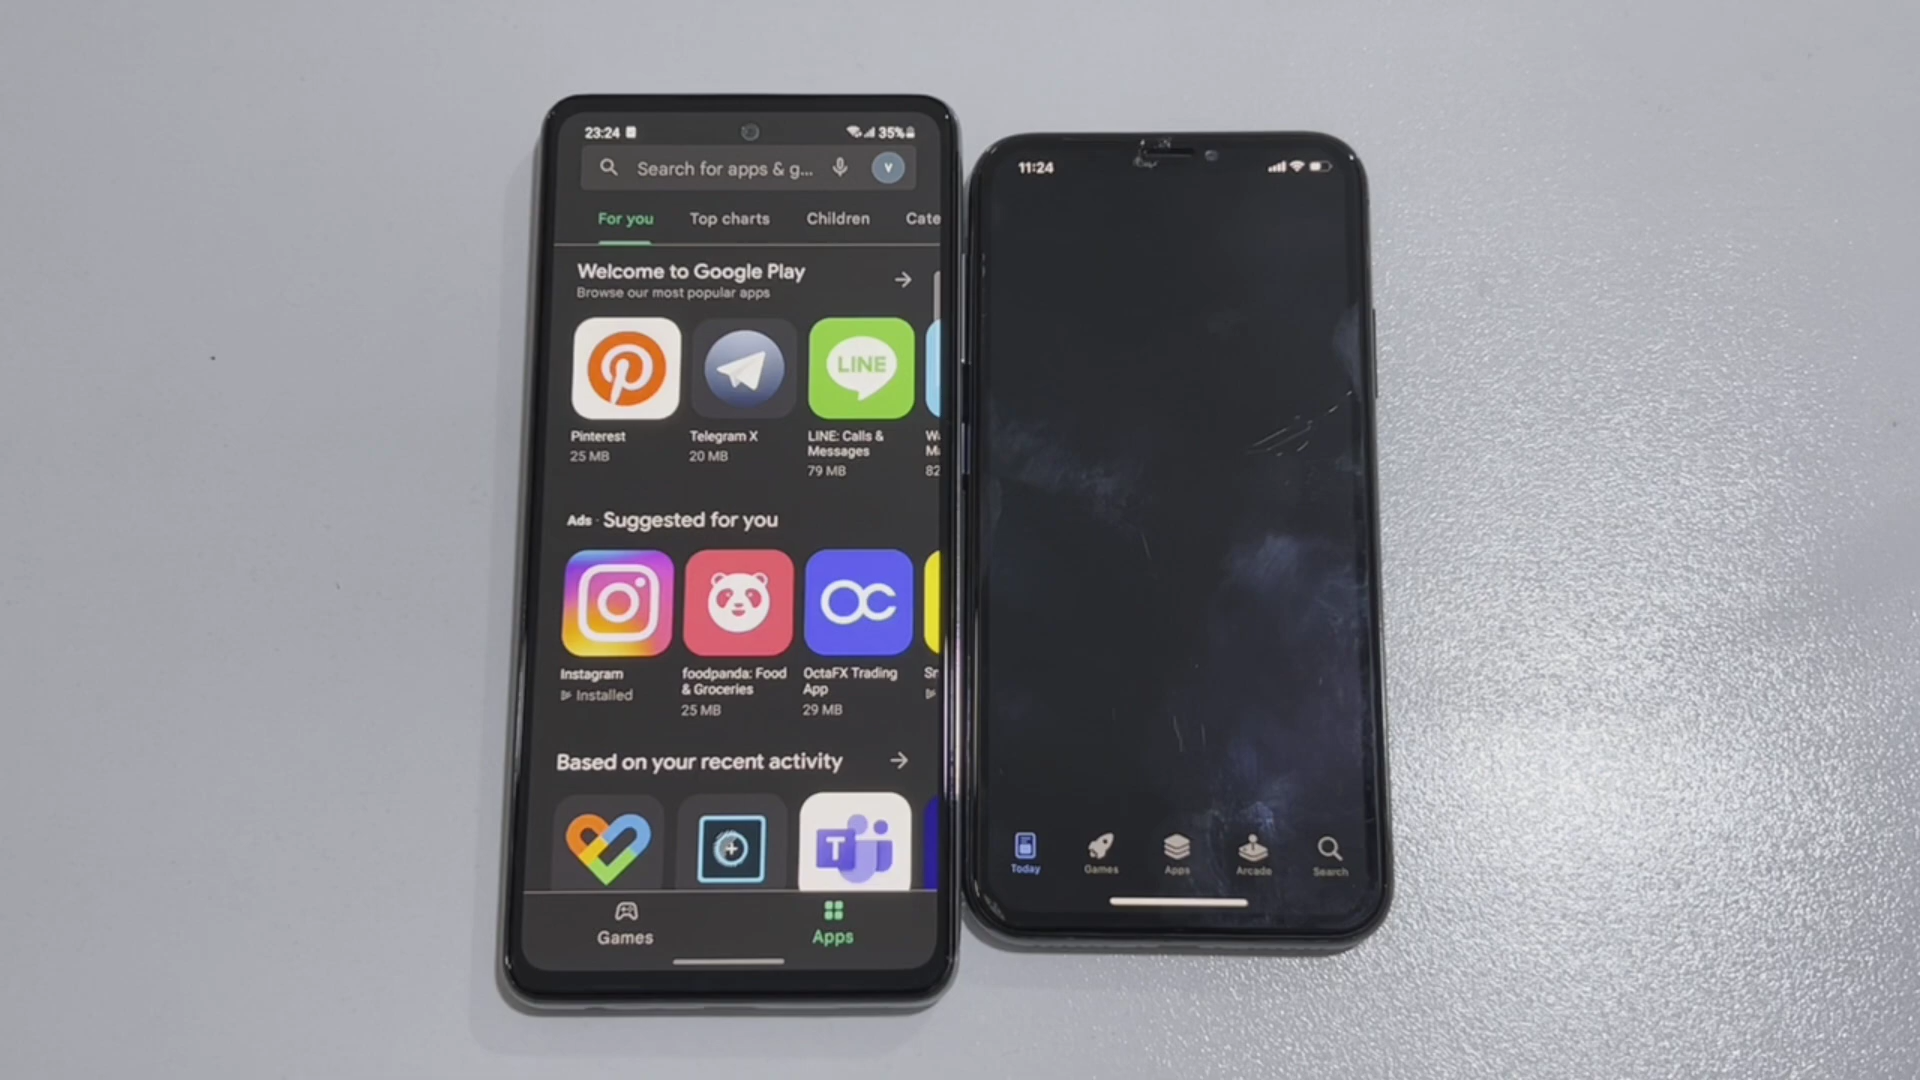 23:24
35%
Search for apps & g...
V
For you Top charts Children Cate
Welcome to Google Play
Browse our most popular apps
LINE
Pinterest
25 MB
Telegram X
20 MB
LINE: Calls &
Messages
79 MB
82
Ads · Suggested for you
Instagram
Installed
foodpanda: Food
& Groceries
25 MB
OctaFX Trading
App
29 MB
Based on your recent activity
T
Games Apps
11:24
Today Games Apps Arcade Search